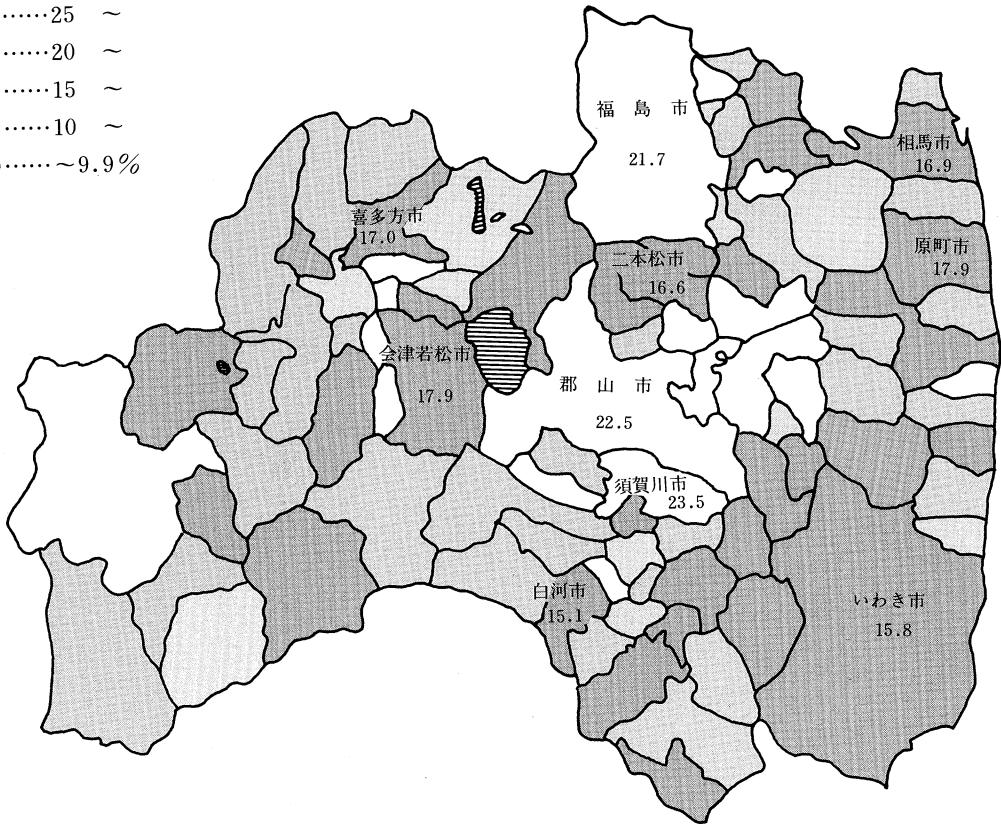 ……25 ～
……20 ～
……15 ～
……10 ～
……～9.9%
福島市
21.7
相馬市
16.9
喜多方市
17.0
原町市
17.9
二本松市
16.6
会津若松市
17.9
郡山市
22.5
須賀川市
23.5
白河市
15.1
いわき市
15.8